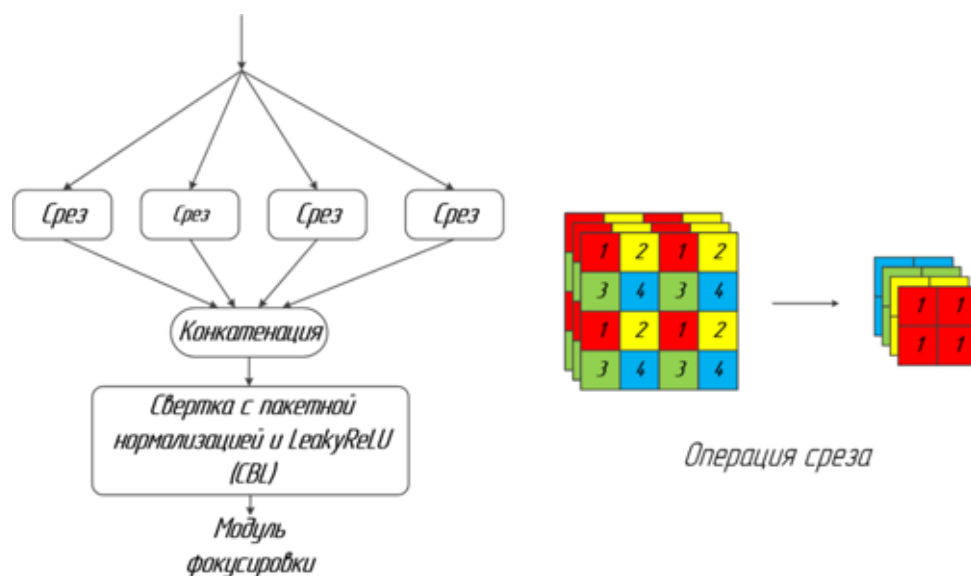 Срез Срез Срез Срез
Конкатенация
Свертка с пакетной
нормализацией и LeakyReLU
(CBL)
Модуль
фокусировки
1 2 1 2
3 4 3 4
1 2 1 2
3 4 3 4
1 1
1 1
Операция среза